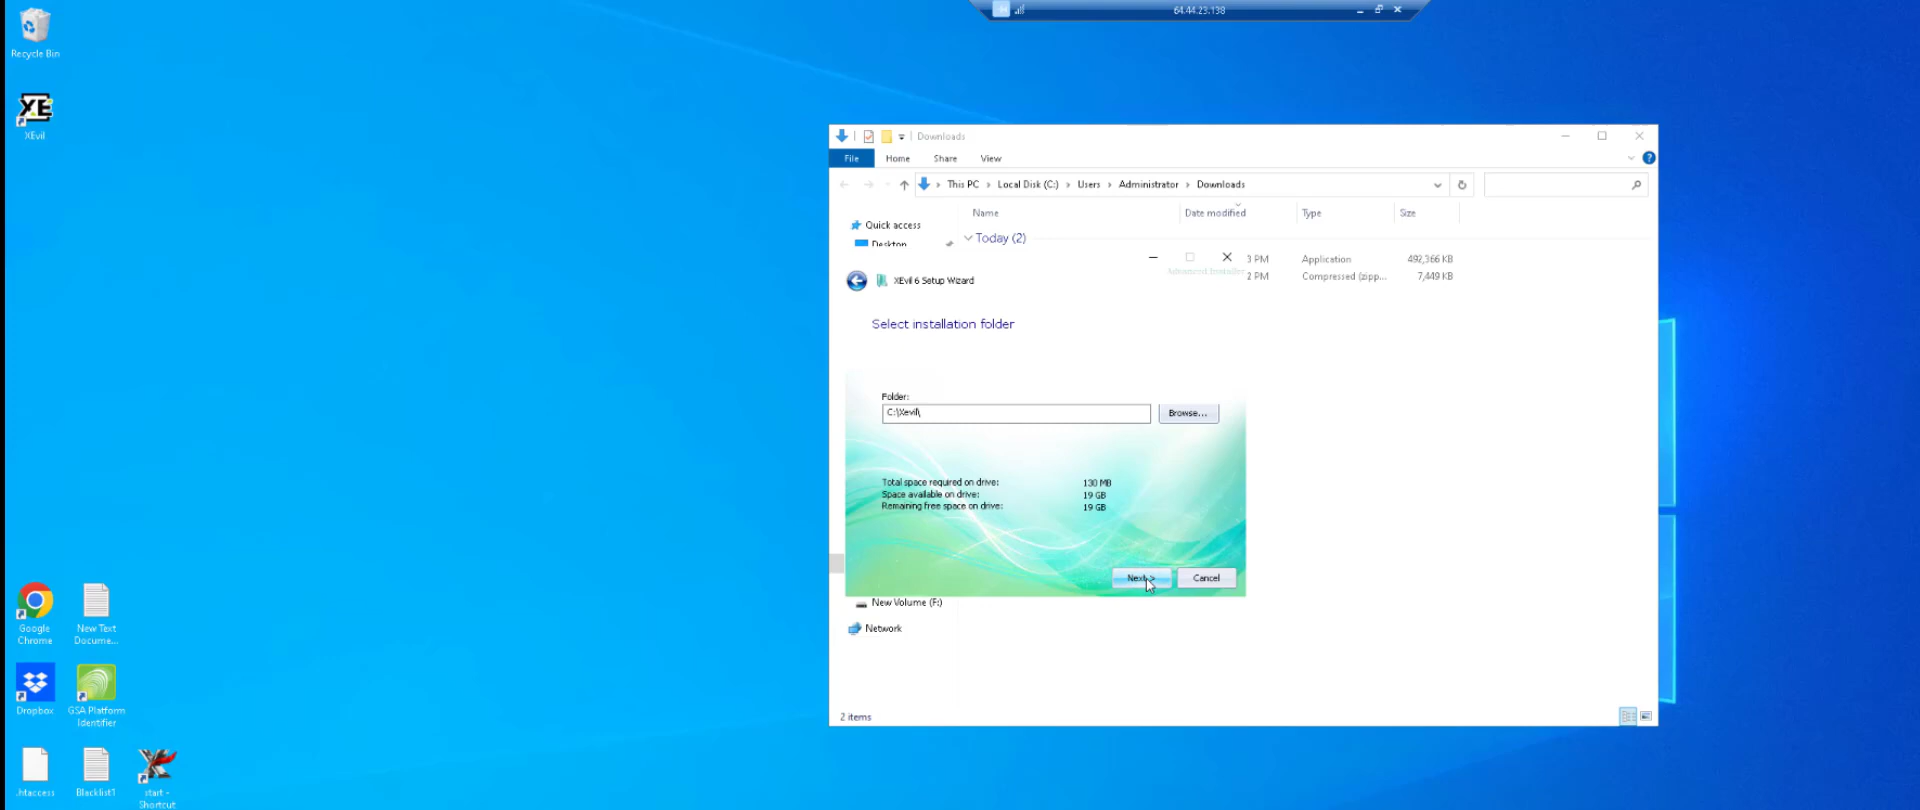 64.44.23.138
Recycle Bin
XEvil
Downloads
File Home Share View
This PC › Local Disk (C:) › Users › Administrator › Downloads
Name Date modified Type Size
Quick access
Desktop
Today (2)
3 PM Application 492,366 KB
Advanced Installer
2 PM Compressed (zipp... 7,449 KB
XEvil 6 Setup Wizard
Select installation folder
Folder:
C:\Xevil\
Browse...
Total space required on drive: 130 MB
Space available on drive: 19 GB
Remaining free space on drive: 19 GB
Next > Cancel
New Volume (F:)
Network
2 items
Google
Chrome
New Text
Docume...
Dropbox
GSA Platform
Identifier
.htaccess
Blacklist1
start -
Shortcut